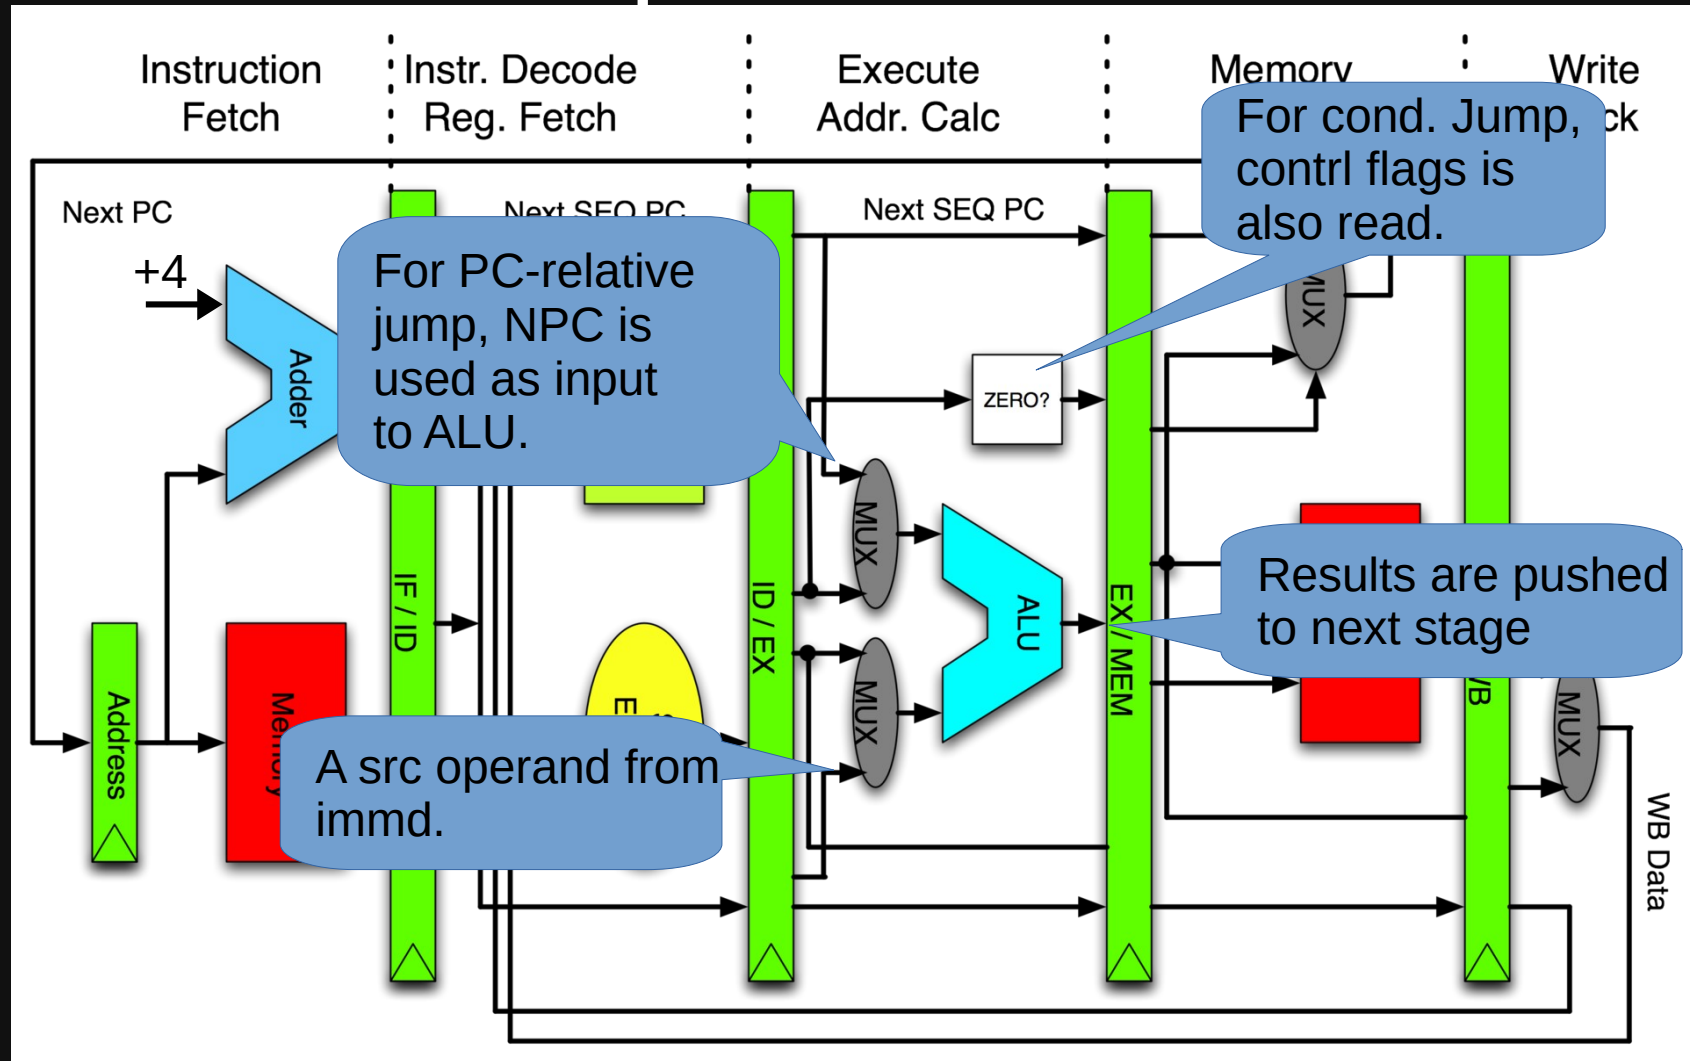 Instruction
Fetch
Instr. Decode
Reg. Fetch
Execute
Addr. Calc
Memory
Write
ck
For cond. Jump,
contrl flags is
also read.
Next PC
Next SEQ PC
Next SEQ PC
+4
Adder
For PC-relative
jump, NPC is
used as input
to ALU.
ZERO?
MUX
MUX
MUX
ALU
IF / ID
ID / EX
EX / MEM
Results are pushed
to next stage
WB
MUX
Address
Memory
A src operand from
immd.
WB Data